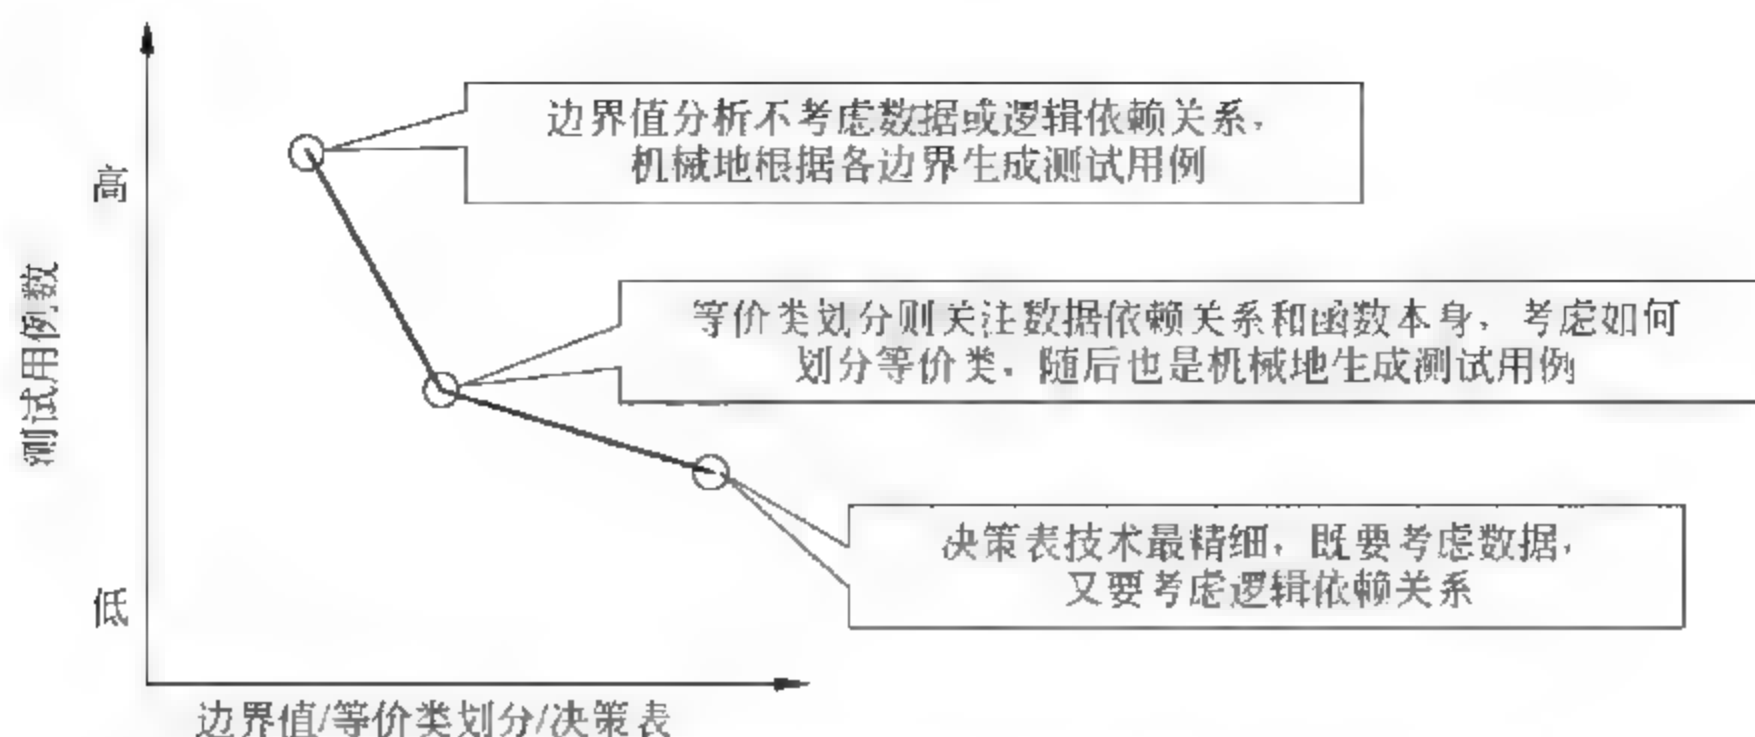 边界值分析不考虑数据或逻辑依赖关系，
机械地根据各边界生成测试用例
高
测试用例数
等价类划分则关注数据依赖关系和函数本身，考虑如何
划分等价类，随后也是机械地生成测试用例
决策表技术最精细，既要考虑数据，
又要考虑逻辑依赖关系
低
边界值/等价类划分/决策表